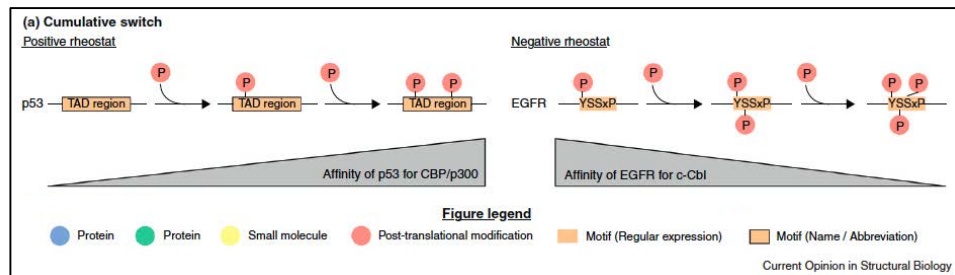 (a) Cumulative switch
Positive rheostat
P
P
P
P
P
p53
TAD region
TAD region
TAD region
Affinity of p53 for CBP/p300
Negative rheostat
P
P
P
P
P
P
P
P
EGFR
YSSxP
YSSxP
YSSxP
Affinity of EGFR for c-Cbl
Figure legend
Protein
Protein
Small molecule
Post-translational modification
Motif (Regular expression)
Motif (Name / Abbreviation)
Current Opinion in Structural Biology